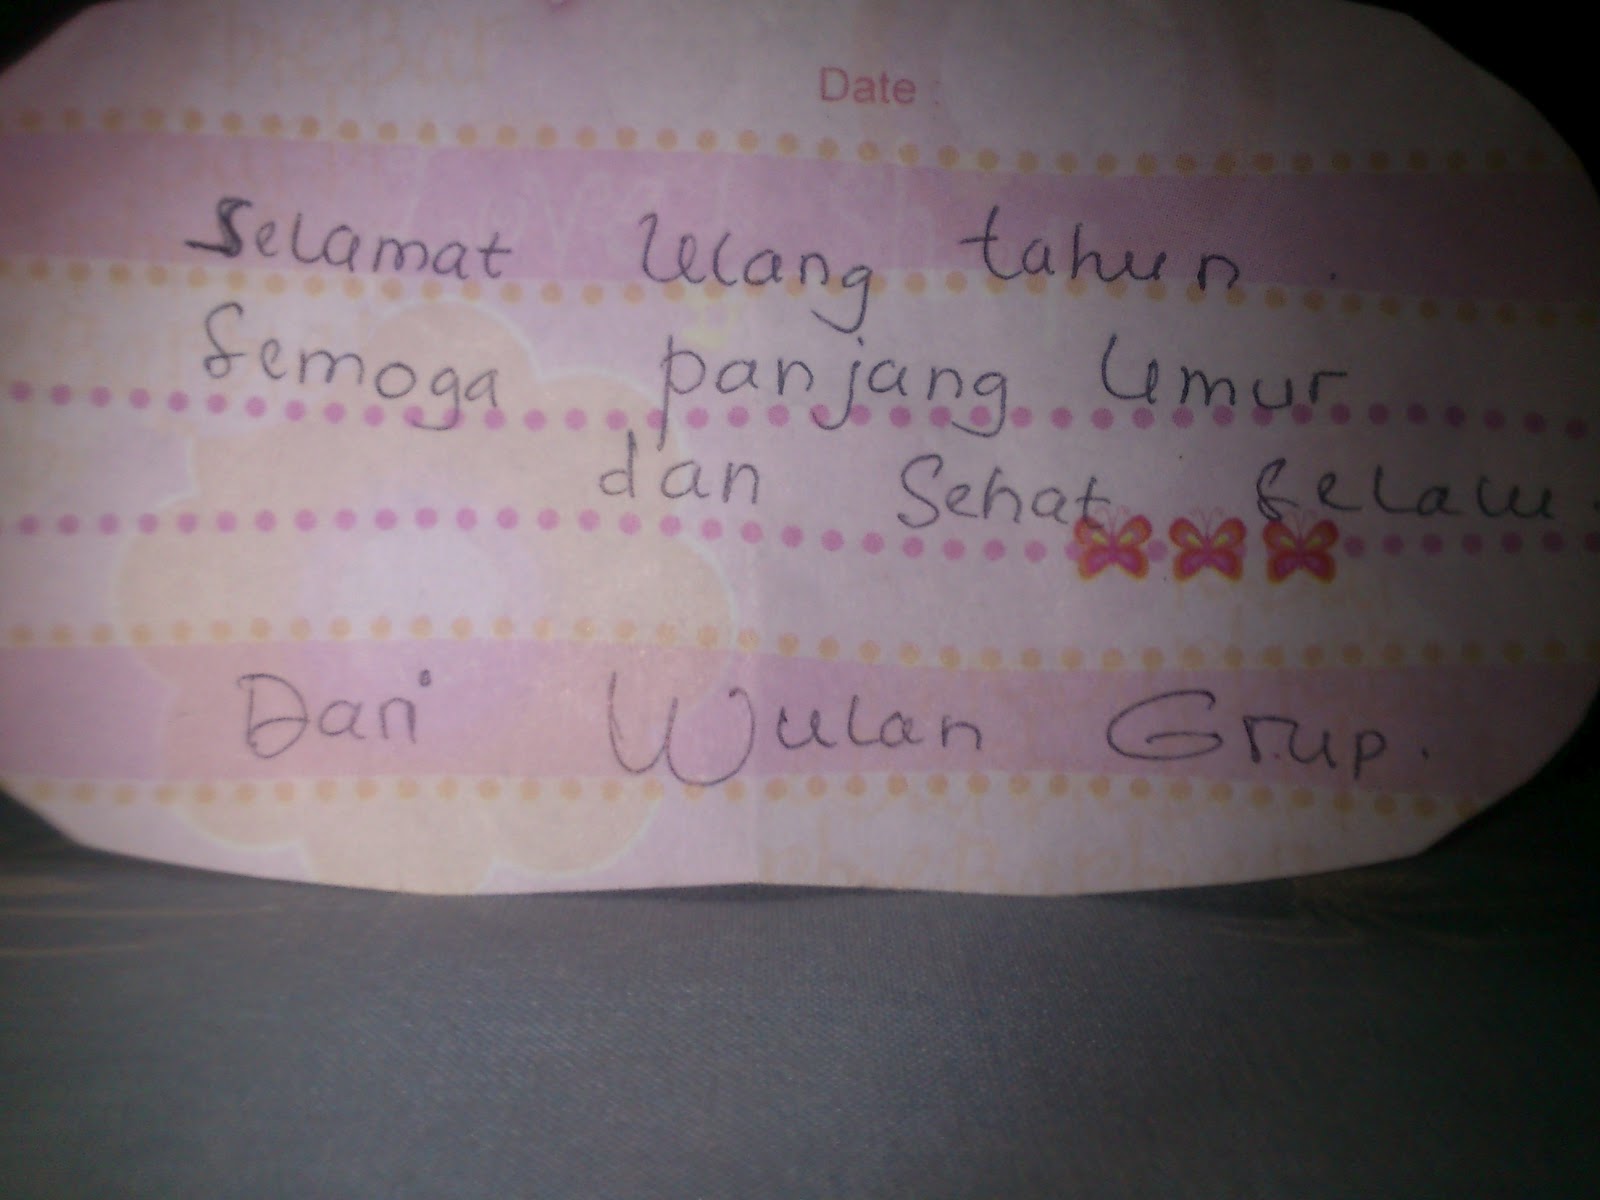 Date :
Selamat Ulang tahun .
Semoga panjang Umur
dan Sehat Selalu .
Dari Wulan Grup .